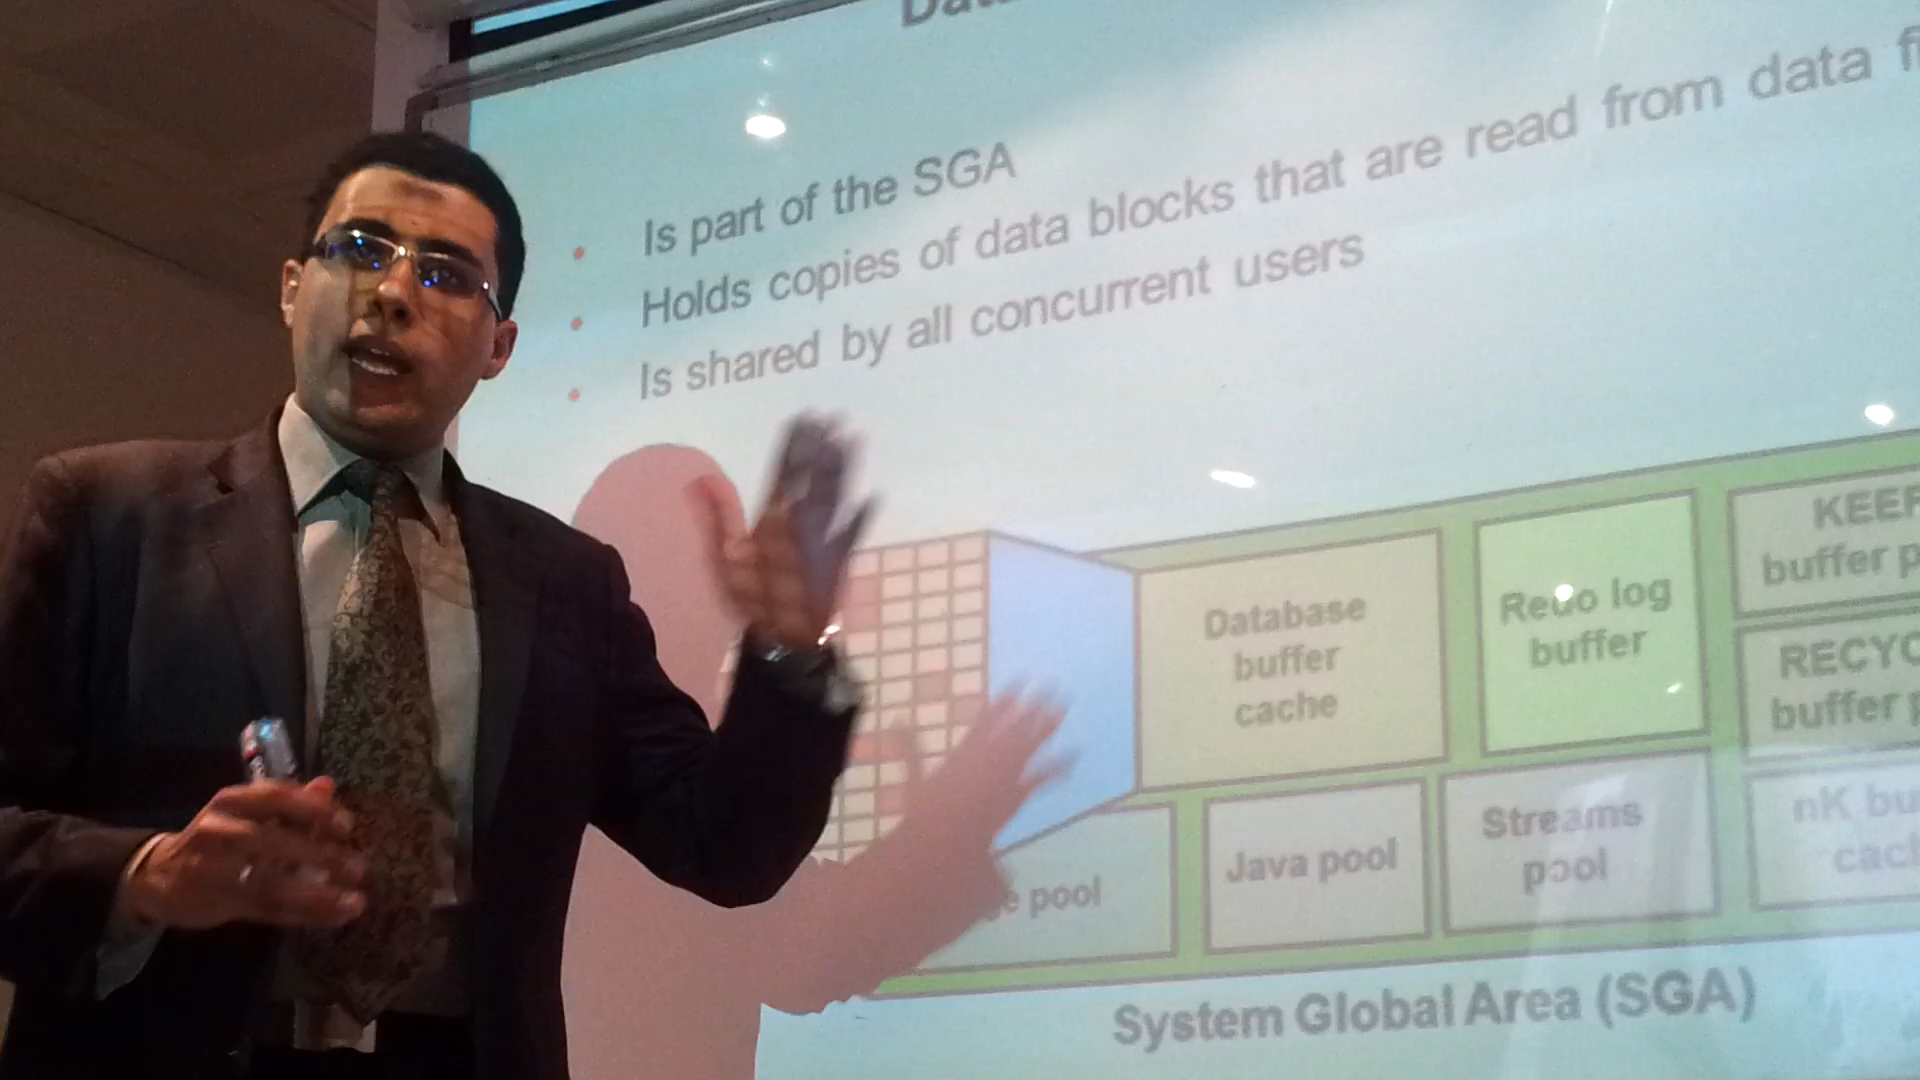 Is part of the SGA
Holds copies of data blocks that are read from data
Is shared by all concurrent users
Database
buffer
cache
Redo log
buffer
KEEP
buffer
RECYC
buffer
Java pool
Streams
pool
nK
pool
System Global Area (SGA)